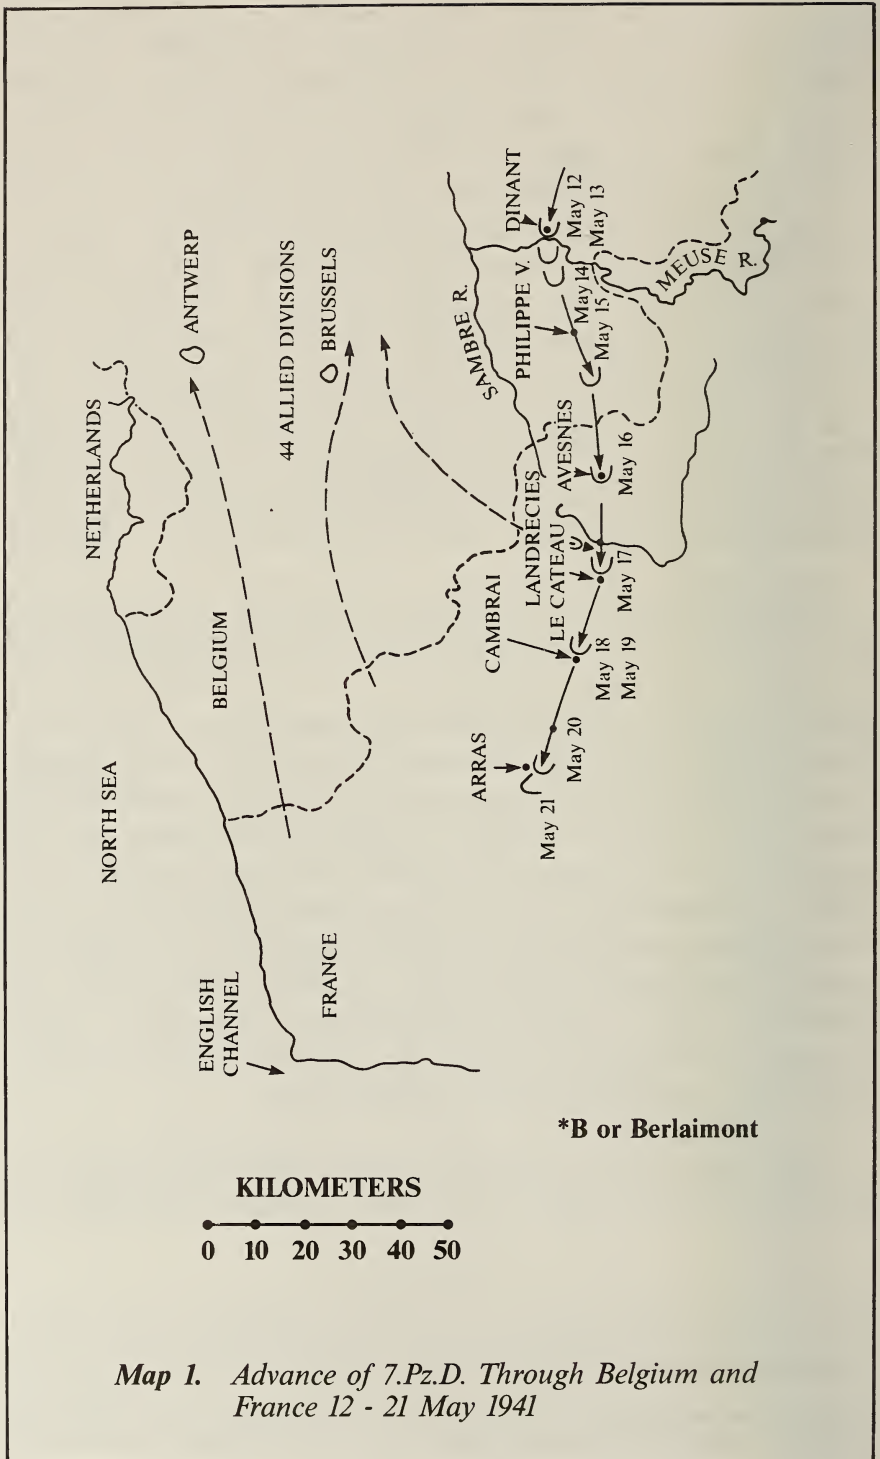 NORTH SEA
NETHERLANDS
ANTWERP
BELGIUM
44 ALLIED DIVISIONS
BRUSSELS
ENGLISH
CHANNEL
FRANCE
SAMBRE R.
DINANT
May 12
May 13
MEUSE R.
PHILIPPE V.
May 14
May 15
AVESNES
May 16
LANDRECIES
LE CATEAU
May 17
CAMBRAI
May 18
May 19
ARRAS
May 20
May 21
*B or Berlaimont
KILOMETERS
0 10 20 30 40 50
Map 1. Advance of 7.Pz.D. Through Belgium and
France 12 - 21 May 1941